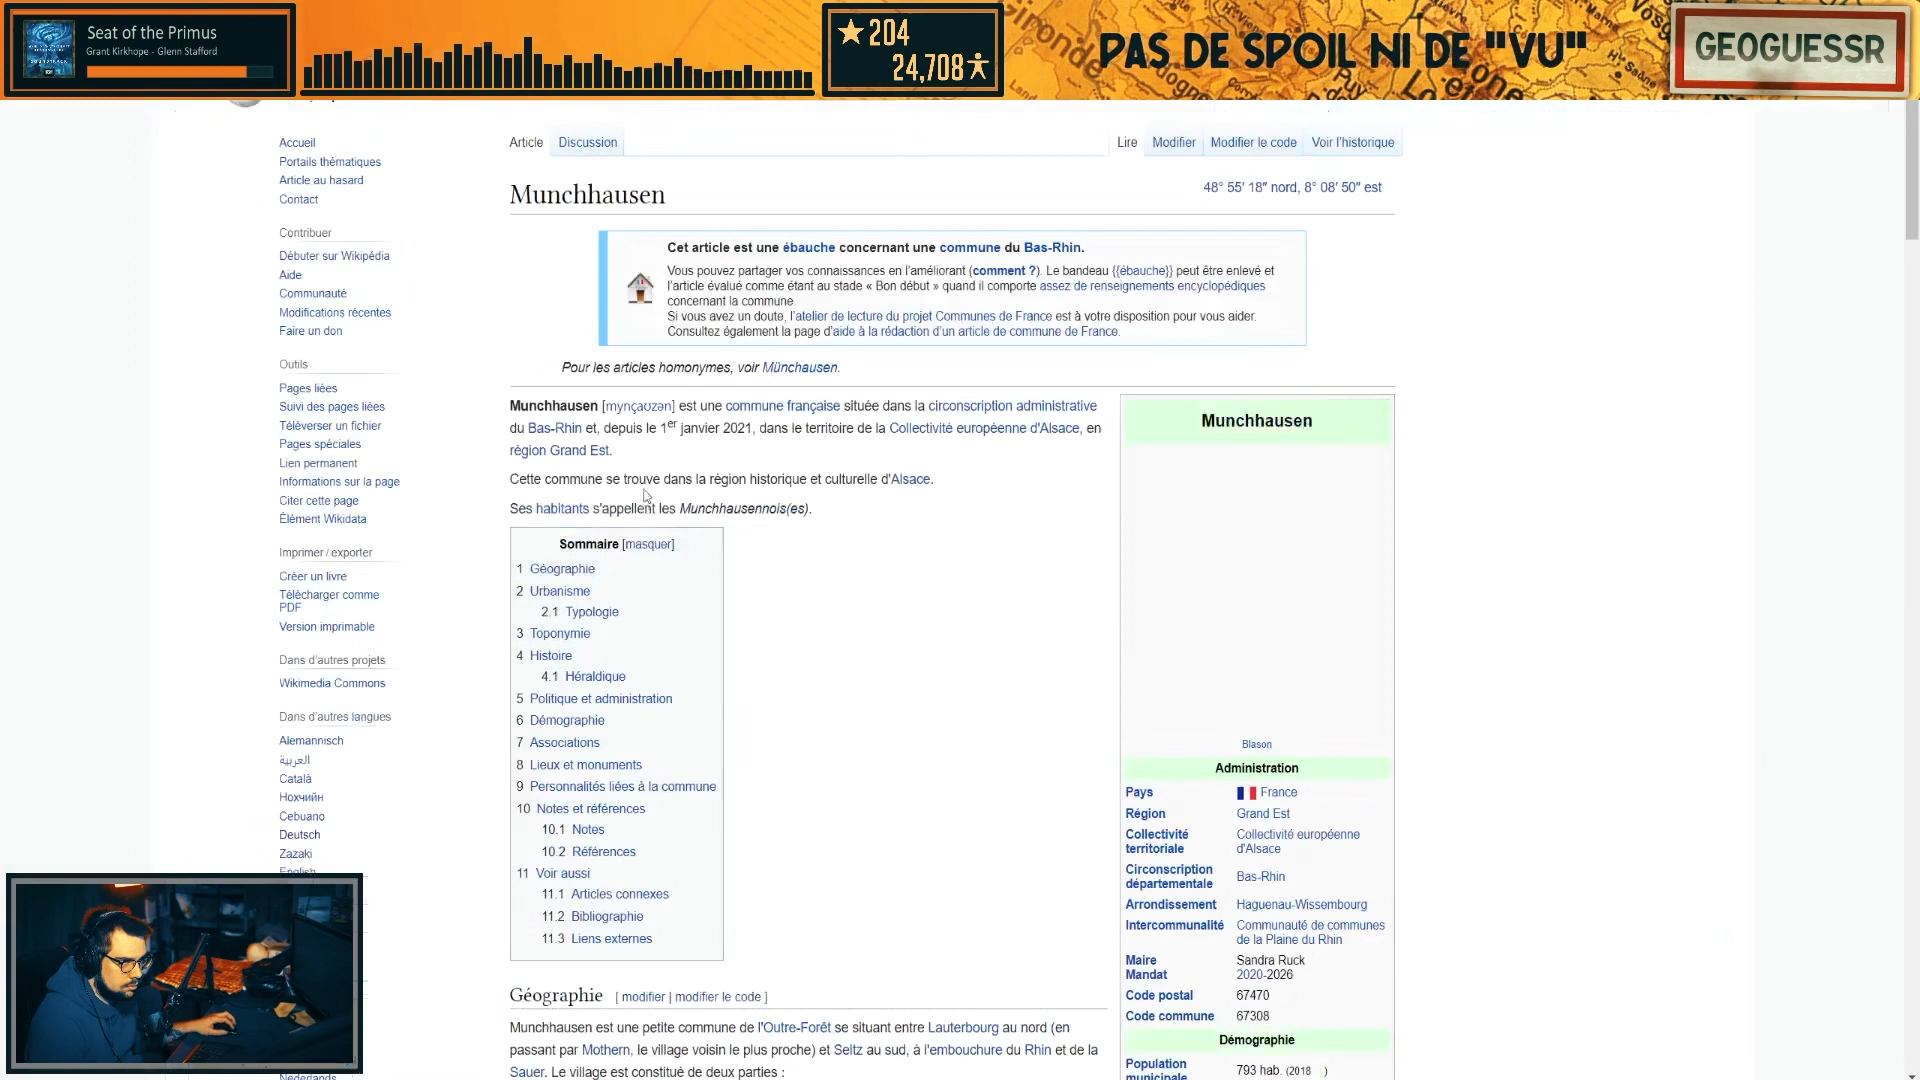 Seat of the Primus
Grant Kirkhope - Glenn Stafford
204
24,708
PAS DE SPOIL NI DE "VU"
GEOGUESSR
Accueil
Portails thématiques
Article au hasard
Contact
Contribuer
Débuter sur Wikipédia
Aide
Communauté
Modifications récentes
Faire un don
Outils
Pages liées
Suivi des pages liées
Téléverser un fichier
Pages spéciales
Lien permanent
Informations sur la page
Citer cette page
Élément Wikidata
Imprimer / exporter
Créer un livre
Télécharger comme
PDF
Version imprimable
Dans d'autres projets
Wikimedia Commons
Dans d'autres langues
Alemannisch
العربية
Català
Нохчийн
Cebuano
Deutsch
Zazaki
English
Nederlands
Article Discussion
Lire Modifier Modifier le code Voir l'historique
Munchhausen
48° 55′ 18″ nord, 8° 08′ 50″ est
Cet article est une ébauche concernant une commune du Bas-Rhin.
Vous pouvez partager vos connaissances en l'améliorant (comment ?). Le bandeau {{ébauche}} peut être enlevé et
l'article évalué comme étant au stade « Bon début » quand il comporte assez de renseignements encyclopédiques
concernant la commune
Si vous avez un doute, l'atelier de lecture du projet Communes de France est à votre disposition pour vous aider.
Consultez également la page d'aide à la rédaction d'un article de commune de France.
Pour les articles homonymes, voir Münchausen.
Munchhausen [mynçaʊzən] est une commune française située dans la circonscription administrative
du Bas-Rhin et, depuis le 1er janvier 2021, dans le territoire de la Collectivité européenne d'Alsace, en
région Grand Est.
Cette commune se trouve dans la région historique et culturelle d'Alsace.
Ses habitants s'appellent les Munchhausennois(es).
Sommaire [masquer]
1 Géographie
2 Urbanisme
2.1 Typologie
3 Toponymie
4 Histoire
4.1 Héraldique
5 Politique et administration
6 Démographie
7 Associations
8 Lieux et monuments
9 Personnalités liées à la commune
10 Notes et références
10.1 Notes
10.2 Références
11 Voir aussi
11.1 Articles connexes
11.2 Bibliographie
11.3 Liens externes
Géographie [ modifier | modifier le code ]
Munchhausen est une petite commune de l'Outre-Forêt se situant entre Lauterbourg au nord (en
passant par Mothern, le village voisin le plus proche) et Seltz au sud, à l'embouchure du Rhin et de la
Sauer. Le village est constitué de deux parties :
Munchhausen
Blason
Administration
Pays France
Région Grand Est
Collectivité territoriale Collectivité européenne
d'Alsace
Circonscription départementale Bas-Rhin
Arrondissement Haguenau-Wissembourg
Intercommunalité Communauté de communes
de la Plaine du Rhin
Maire Sandra Ruck
Mandat 2020-2026
Code postal 67470
Code commune 67308
Démographie
Population municipale 793 hab. (2018 )